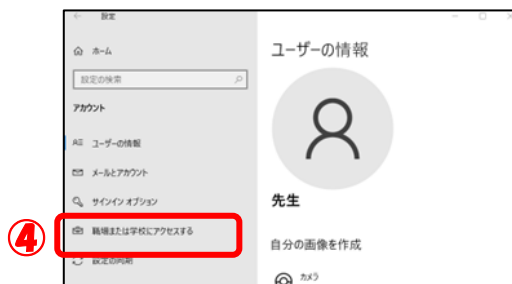 設定
ホーム
設定の検索
アカウント
ユーザーの情報
メールとアカウント
サインイン オプション
④
職場または学校にアクセスする
設定の同期
ユーザーの情報
先生
自分の画像を作成
カメラ